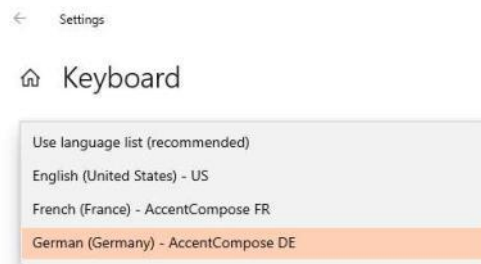 Settings
Keyboard
Use language list (recommended)
English (United States) - US
French (France) - AccentCompose FR
German (Germany) - AccentCompose DE